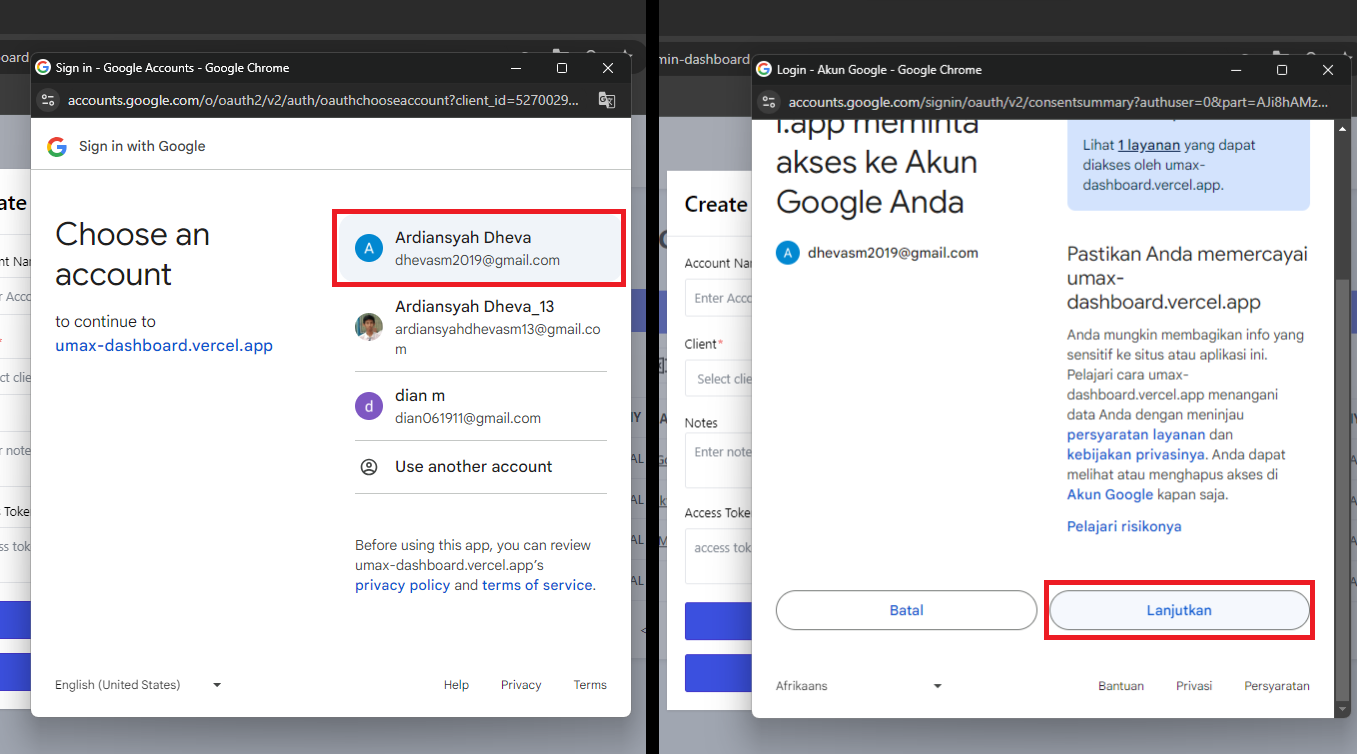 oard
Sign in - Google Accounts - Google Chrome
accounts.google.com/o/oauth2/v2/auth/oauthchooseaccount?client_id=5270029...
Sign in with Google
Choose an
account
to continue to
umax-dashboard.vercel.app
Ardiansyah Dheva
dhevasm2019@gmail.com
Ardiansyah Dheva_13
ardiansyahdhevasm13@gmail.co
m
dian m
dian061911@gmail.com
Use another account
Before using this app, you can review
umax-dashboard.vercel.app's
privacy policy and terms of service.
English (United States)
Help
Privacy
Terms
min-dashboard
Login - Akun Google - Google Chrome
accounts.google.com/signin/oauth/v2/consentsummary?authuser=0&part=AJi8hAMz...
Create
Account Nar
Enter Acco
Client*
Select clie
Notes
Enter note
Access Toke
access tok
l.app meminta
akses ke Akun
Google Anda
dhevasm2019@gmail.com
Lihat 1 layanan yang dapat
diakses oleh umax-
dashboard.vercel.app.
Pastikan Anda memercayai
umax-
dashboard.vercel.app
Anda mungkin membagikan info yang
sensitif ke situs atau aplikasi ini.
Pelajari cara umax-
dashboard.vercel.app menangani
data Anda dengan meninjau
persyaratan layanan dan
kebijakan privasinya. Anda dapat
melihat atau menghapus akses di
Akun Google kapan saja.
Pelajari risikonya
Batal
Lanjutkan
Afrikaans
Bantuan
Privasi
Persyaratan